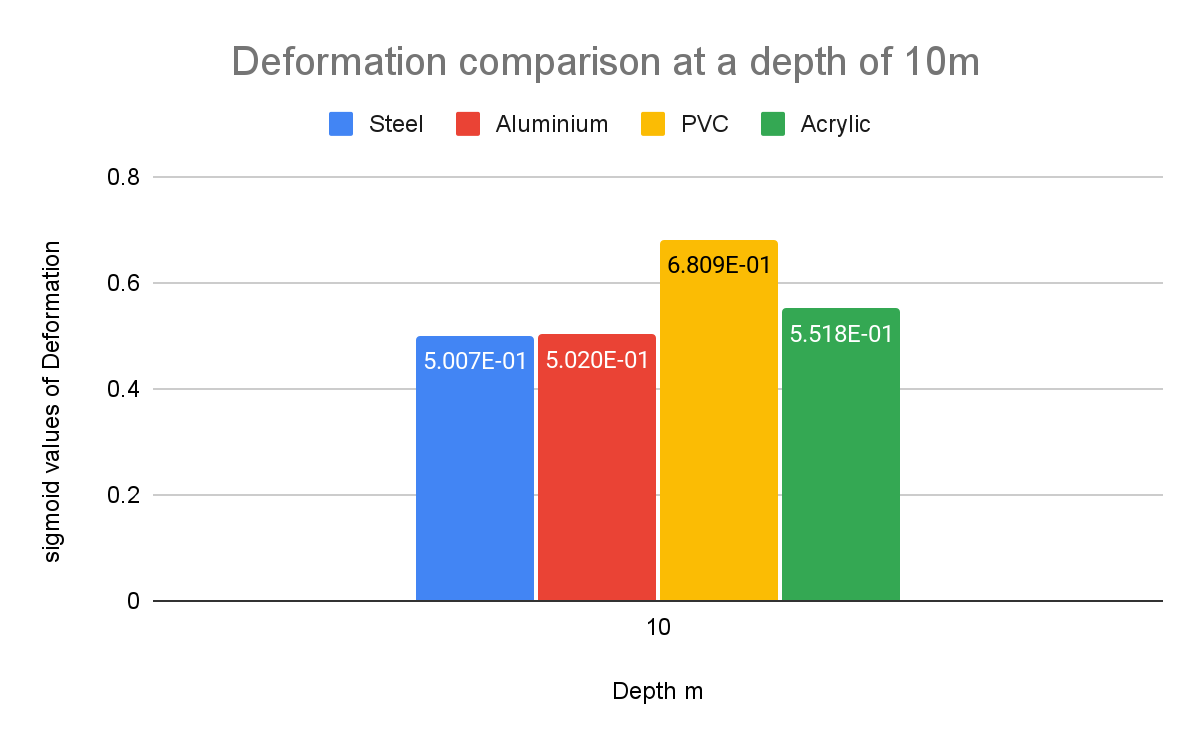 Deformation comparison at a depth of 10m
Steel Aluminium PVC Acrylic
sigmoid values of Deformation
0.8
0.6
0.4
0.2
0
5.007E-01 5.020E-01 6.809E-01 5.518E-01
10
Depth m